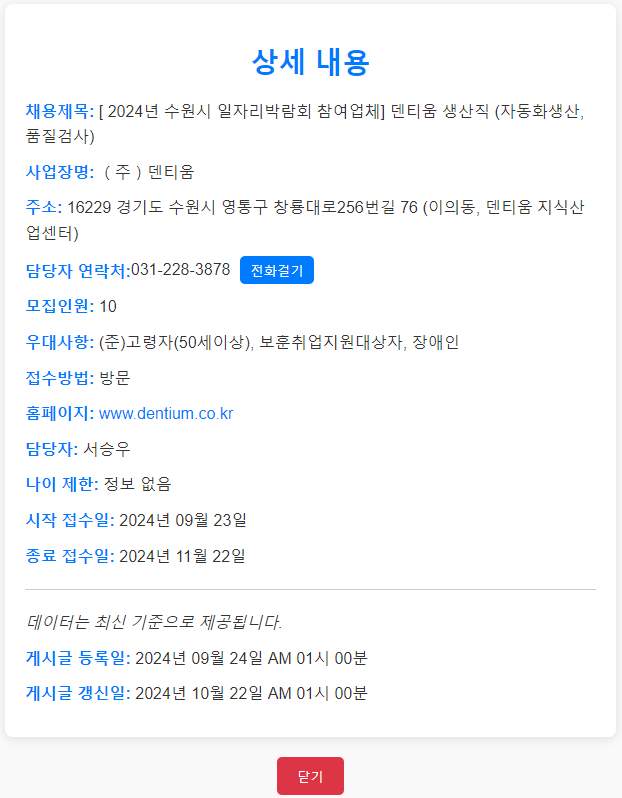 상세 내용
채용제목: [ 2024년 수원시 일자리박람회 참여업체] 덴티움 생산직 (자동화생산,
품질검사)
사업장명: （주）덴티움
주소: 16229 경기도 수원시 영통구 창룡대로256번길 76 (이의동, 덴티움 지식산
업센터)
담당자 연락처:031-228-3878 전화걸기
모집인원: 10
우대사항: (준)고령자(50세이상), 보훈취업지원대상자, 장애인
접수방법: 방문
홈페이지: www.dentium.co.kr
담당자: 서승우
나이 제한: 정보 없음
시작 접수일: 2024년 09월 23일
종료 접수일: 2024년 11월 22일
데이터는 최신 기준으로 제공됩니다.
게시글 등록일: 2024년 09월 24일 AM 01시 00분
게시글 갱신일: 2024년 10월 22일 AM 01시 00분
닫기